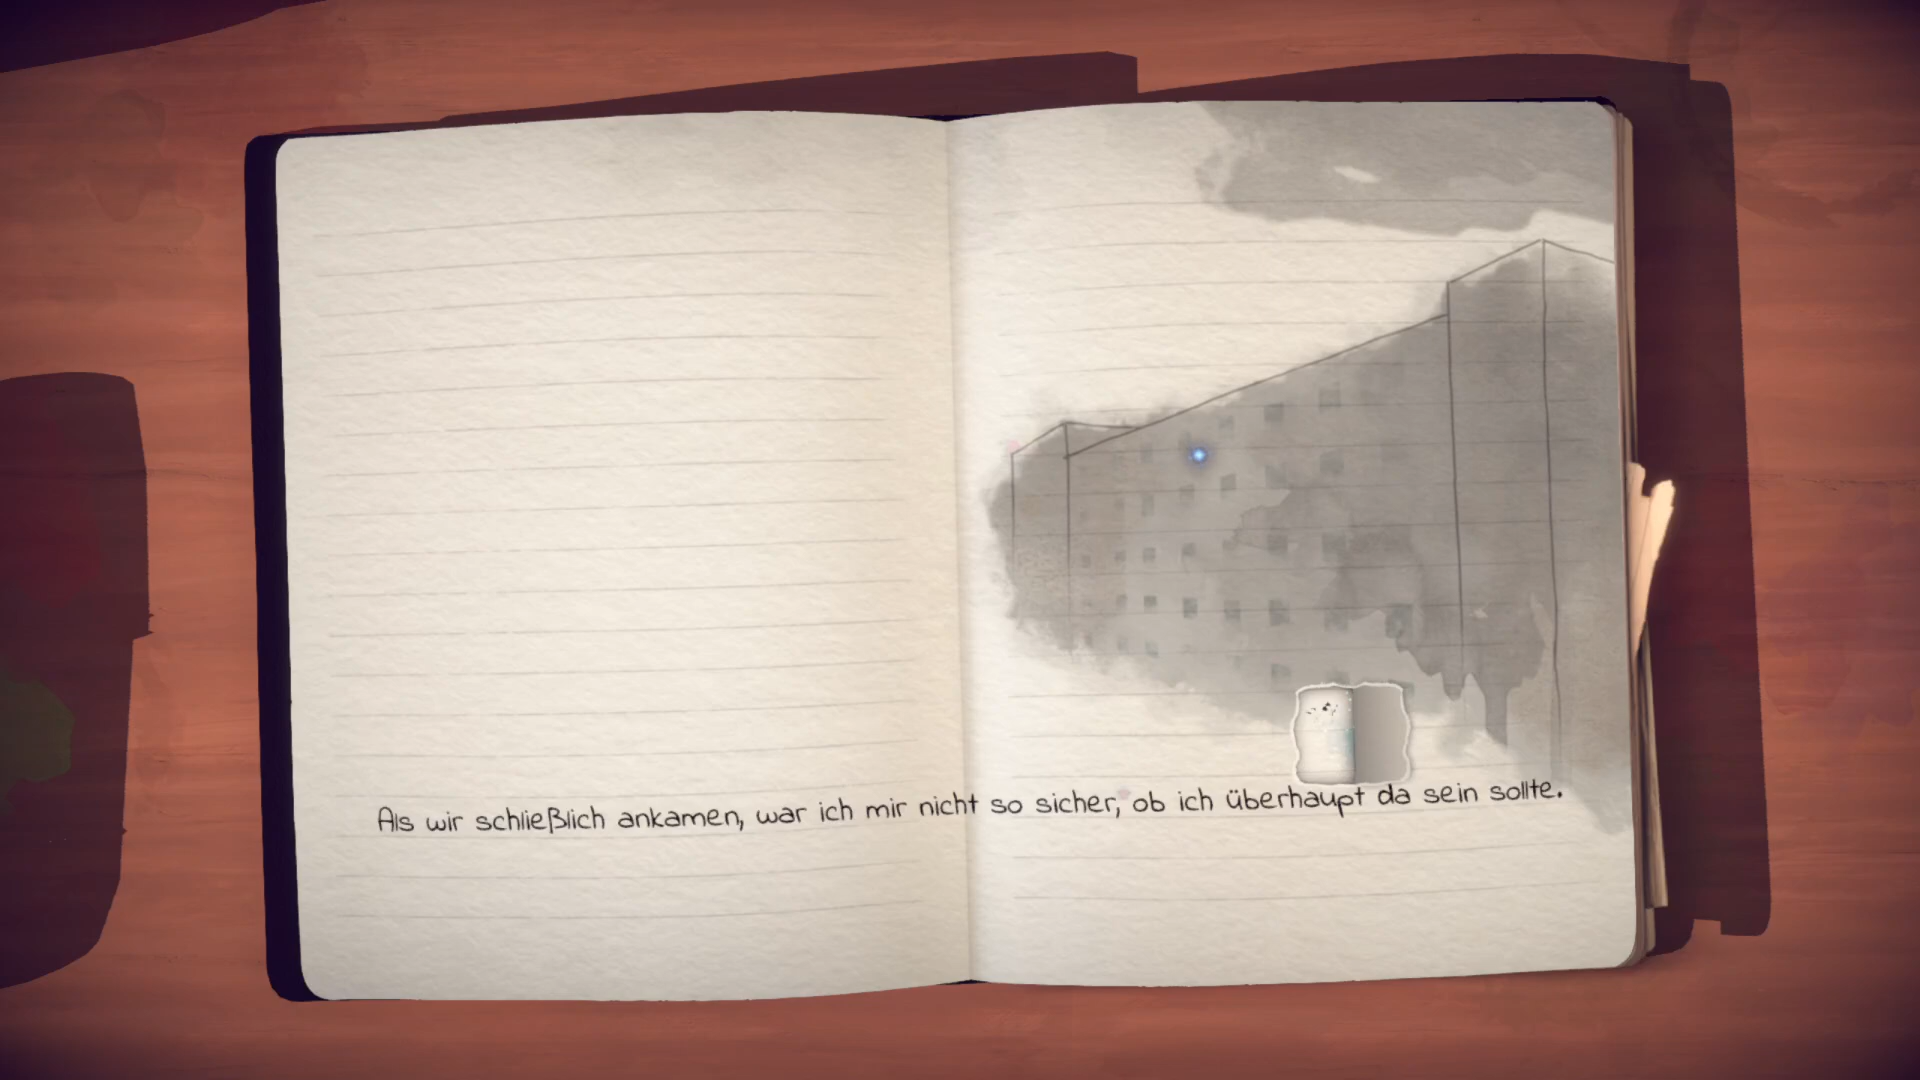 Als wir schließlich ankamen, war ich mir nicht so sicher, ob ich überhaupt da sein sollte.